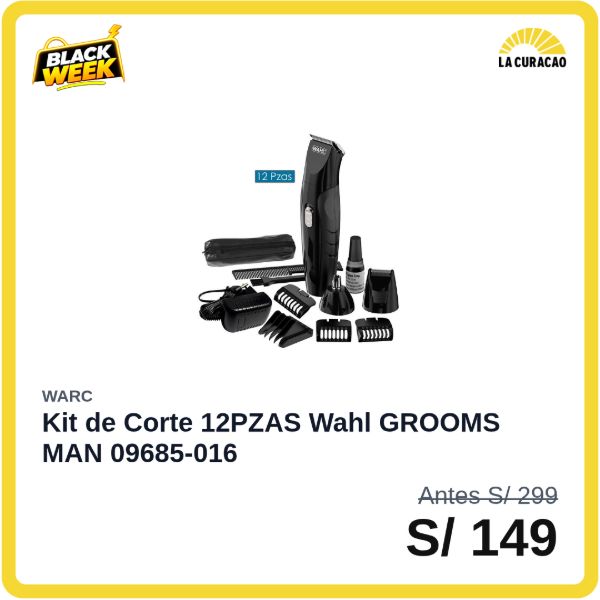 BLACK
WEEK
LA CURACAO
12 Pzas
WAHL
WARC
Kit de Corte 12PZAS Wahl GROOMS
MAN 09685-016
Antes S/ 299
S/ 149